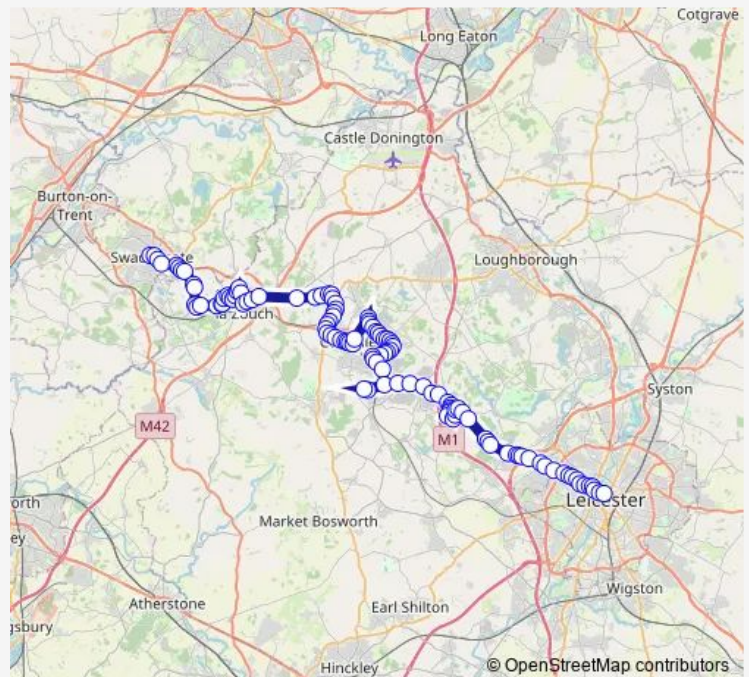 Cotgrave
Long Eaton
Castle Donington
Burton-on-
Trent
Loughborough
Syston
M42
M1
Leicester
Market Bosworth
Wigston
Atherstone
Earl Shilton
Hinckley
© OpenStreetMap contributors